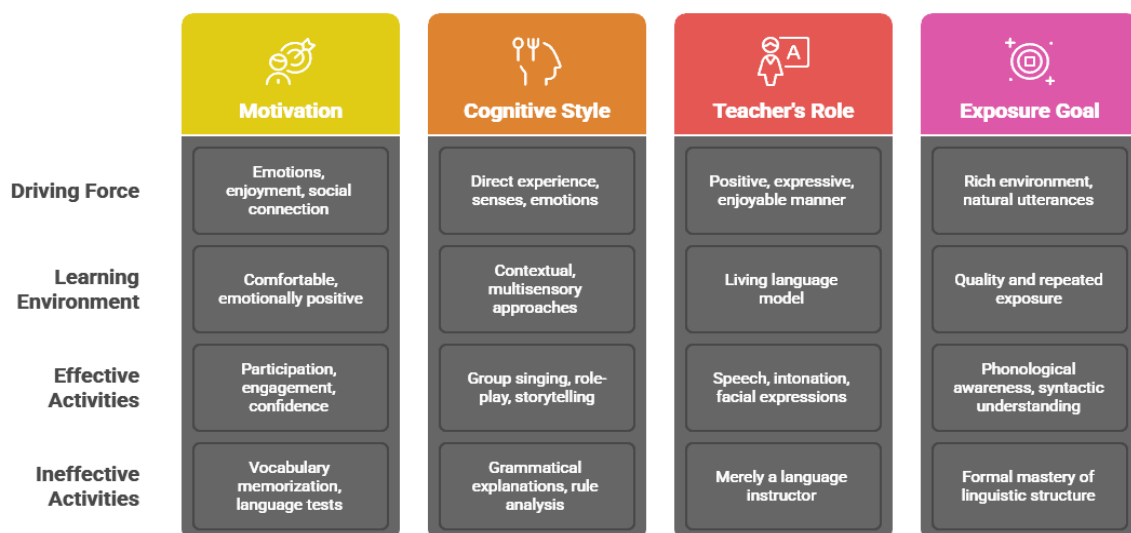 A
Motivation
Cognitive Style
Teacher's Role
Exposure Goal
Driving Force
Emotions,
enjoyment, social
connection
Direct experience,
senses, emotions
Positive, expressive,
enjoyable manner
Rich environment,
natural utterances
Learning
Environment
Comfortable,
emotionally positive
Contextual,
multisensory
approaches
Living language
model
Quality and repeated
exposure
Effective
Activities
Participation,
engagement,
confidence
Group singing, role-
play, storytelling
Speech, intonation,
facial expressions
Phonological
awareness, syntactic
understanding
Ineffective
Activities
Vocabulary
memorization,
language tests
Grammatical
explanations, rule
analysis
Merely a language
instructor
Formal mastery of
linguistic structure